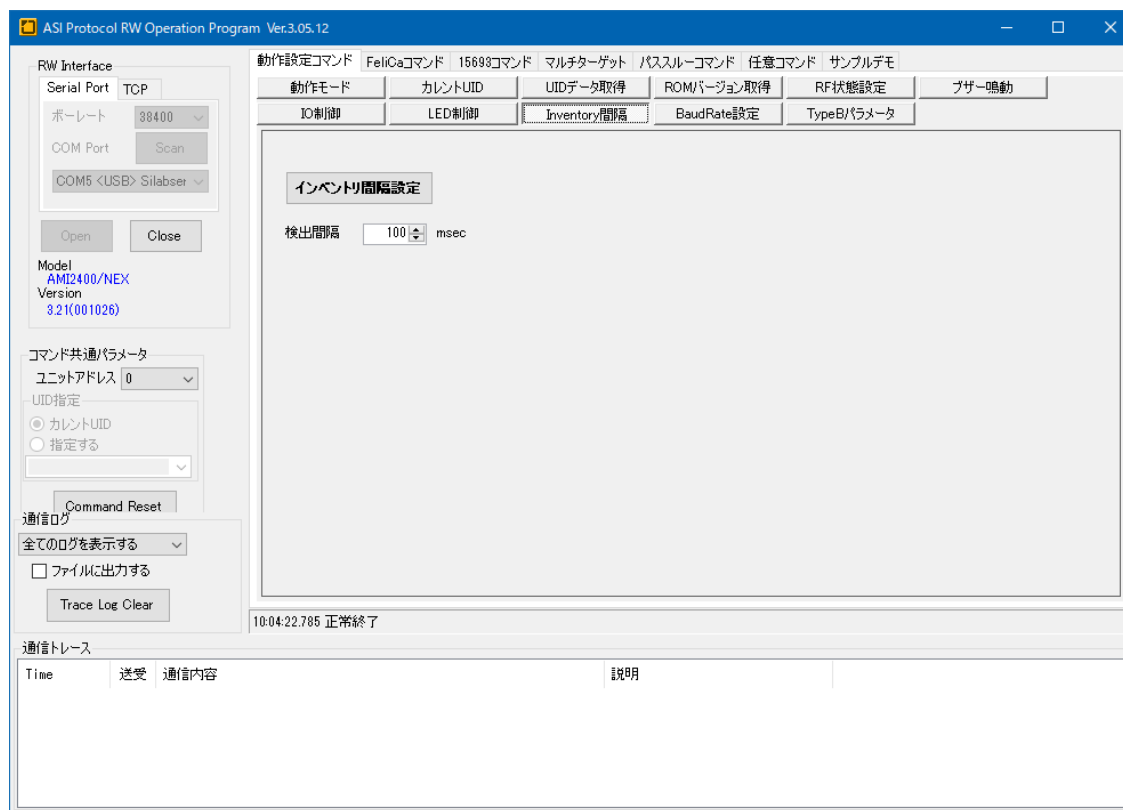 ASI Protocol RW Operation Program Ver.3.05.12
RW Interface
Serial Port TCP
ボーレート 38400
COM Port Scan
COM5 <USB> Silabser
Open Close
Model
AMI2400/NEX
Version
3.21(001026)
コマンド共通パラメータ
ユニットアドレス 0
UID指定
カレントUID
指定する
Command Reset
通信ログ
全てのログを表示する
ファイルに出力する
Trace Log Clear
動作設定コマンド FeliCaコマンド 15693コマンド マルチターゲット パススルーコマンド 任意コマンド サンプルデモ
動作モード カレントUID UIDデータ取得 ROMバージョン取得 RF状態設定 ブザー鳴動
IO制御 LED制御 Inventory間隔 BaudRate設定 TypeBパラメータ
インベントリ間隔設定
検出間隔 100 msec
10:04:22.785 正常終了
通信トレース
Time 送受 通信内容 説明